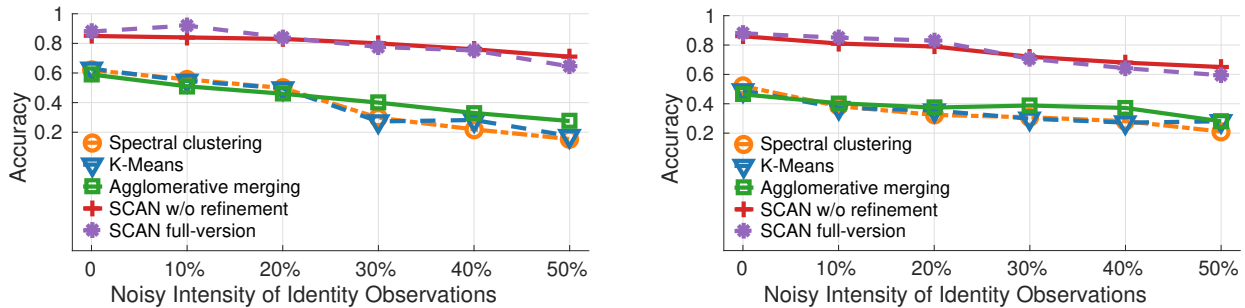 1
0.8
0.6
0.4
0.2
Accuracy
Spectral clustering
K-Means
Agglomerative merging
SCAN w/o refinement
SCAN full-version
0 10% 20% 30% 40% 50%
Noisy Intensity of Identity Observations
1
0.8
0.6
0.4
0.2
Accuracy
Spectral clustering
K-Means
Agglomerative merging
SCAN w/o refinement
SCAN full-version
0 10% 20% 30% 40% 50%
Noisy Intensity of Identity Observations